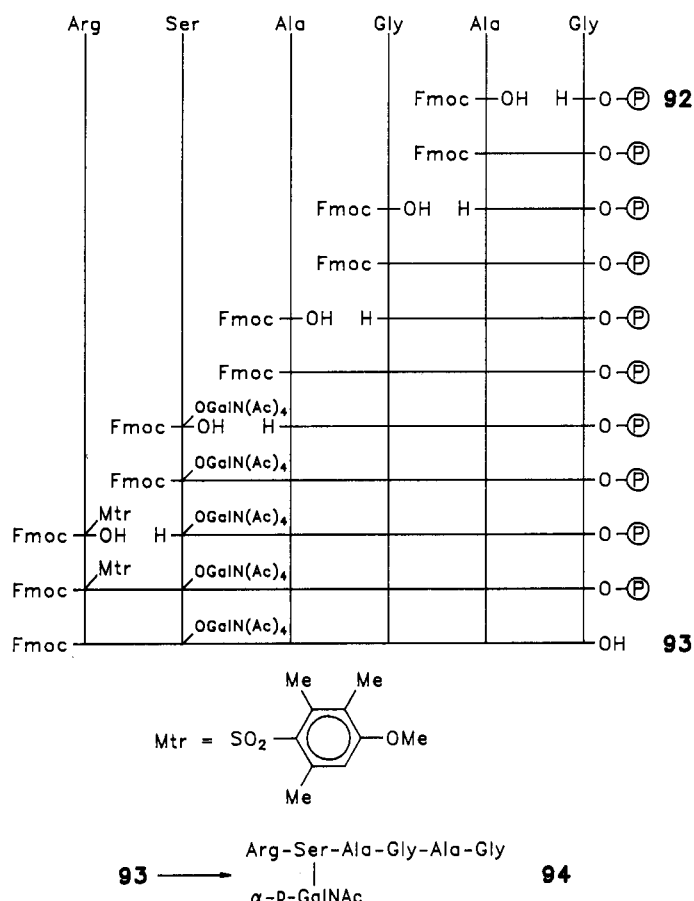 Arg Ser Ala Gly Ala Gly
Fmoc OH H O P 92
Fmoc O P
Fmoc OH H O P
Fmoc O P
Fmoc OH H O P
Fmoc O P
OGalN(Ac)₄
Fmoc OH H O P
OGalN(Ac)₄
Fmoc O P
Mtr OGalN(Ac)₄
Fmoc OH H O P
Mtr OGalN(Ac)₄
Fmoc O P
OGalN(Ac)₄
Fmoc OH 93
Me Me
Mtr = SO₂ OMe
Me
Arg-Ser-Ala-Gly-Ala-Gly
93 94
α-D-GalNAc